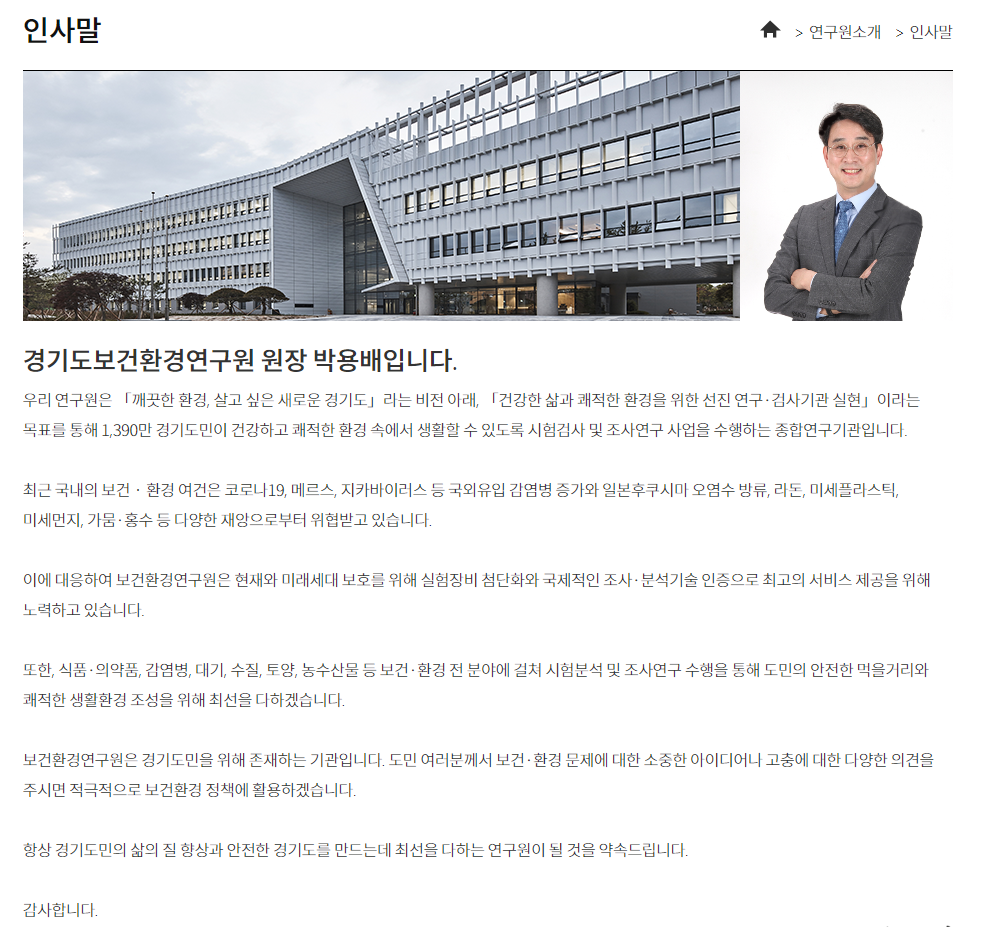 인사말
> 연구원소개 > 인사말
경기도보건환경연구원 원장 박용배입니다.
우리 연구원은 「깨끗한 환경, 살고 싶은 새로운 경기도」라는 비전 아래, 「건강한 삶과 쾌적한 환경을 위한 선진 연구·검사기관 실현」이라는
목표를 통해 1,390만 경기도민이 건강하고 쾌적한 환경 속에서 생활할 수 있도록 시험검사 및 조사연구 사업을 수행하는 종합연구기관입니다.
최근 국내의 보건 · 환경 여건은 코로나19, 메르스, 지카바이러스 등 국외유입 감염병 증가와 일본후쿠시마 오염수 방류, 라돈, 미세플라스틱,
미세먼지, 가뭄·홍수 등 다양한 재앙으로부터 위협받고 있습니다.
이에 대응하여 보건환경연구원은 현재와 미래세대 보호를 위해 실험장비 첨단화와 국제적인 조사·분석기술 인증으로 최고의 서비스 제공을 위해
노력하고 있습니다.
또한, 식품·의약품, 감염병, 대기, 수질, 토양, 농수산물 등 보건·환경 전 분야에 걸처 시험분석 및 조사연구 수행을 통해 도민의 안전한 먹을거리와
쾌적한 생활환경 조성을 위해 최선을 다하겠습니다.
보건환경연구원은 경기도민을 위해 존재하는 기관입니다. 도민 여러분께서 보건·환경 문제에 대한 소중한 아이디어나 고충에 대한 다양한 의견을
주시면 적극적으로 보건환경 정책에 활용하겠습니다.
항상 경기도민의 삶의 질 향상과 안전한 경기도를 만드는데 최선을 다하는 연구원이 될 것을 약속드립니다.
감사합니다.